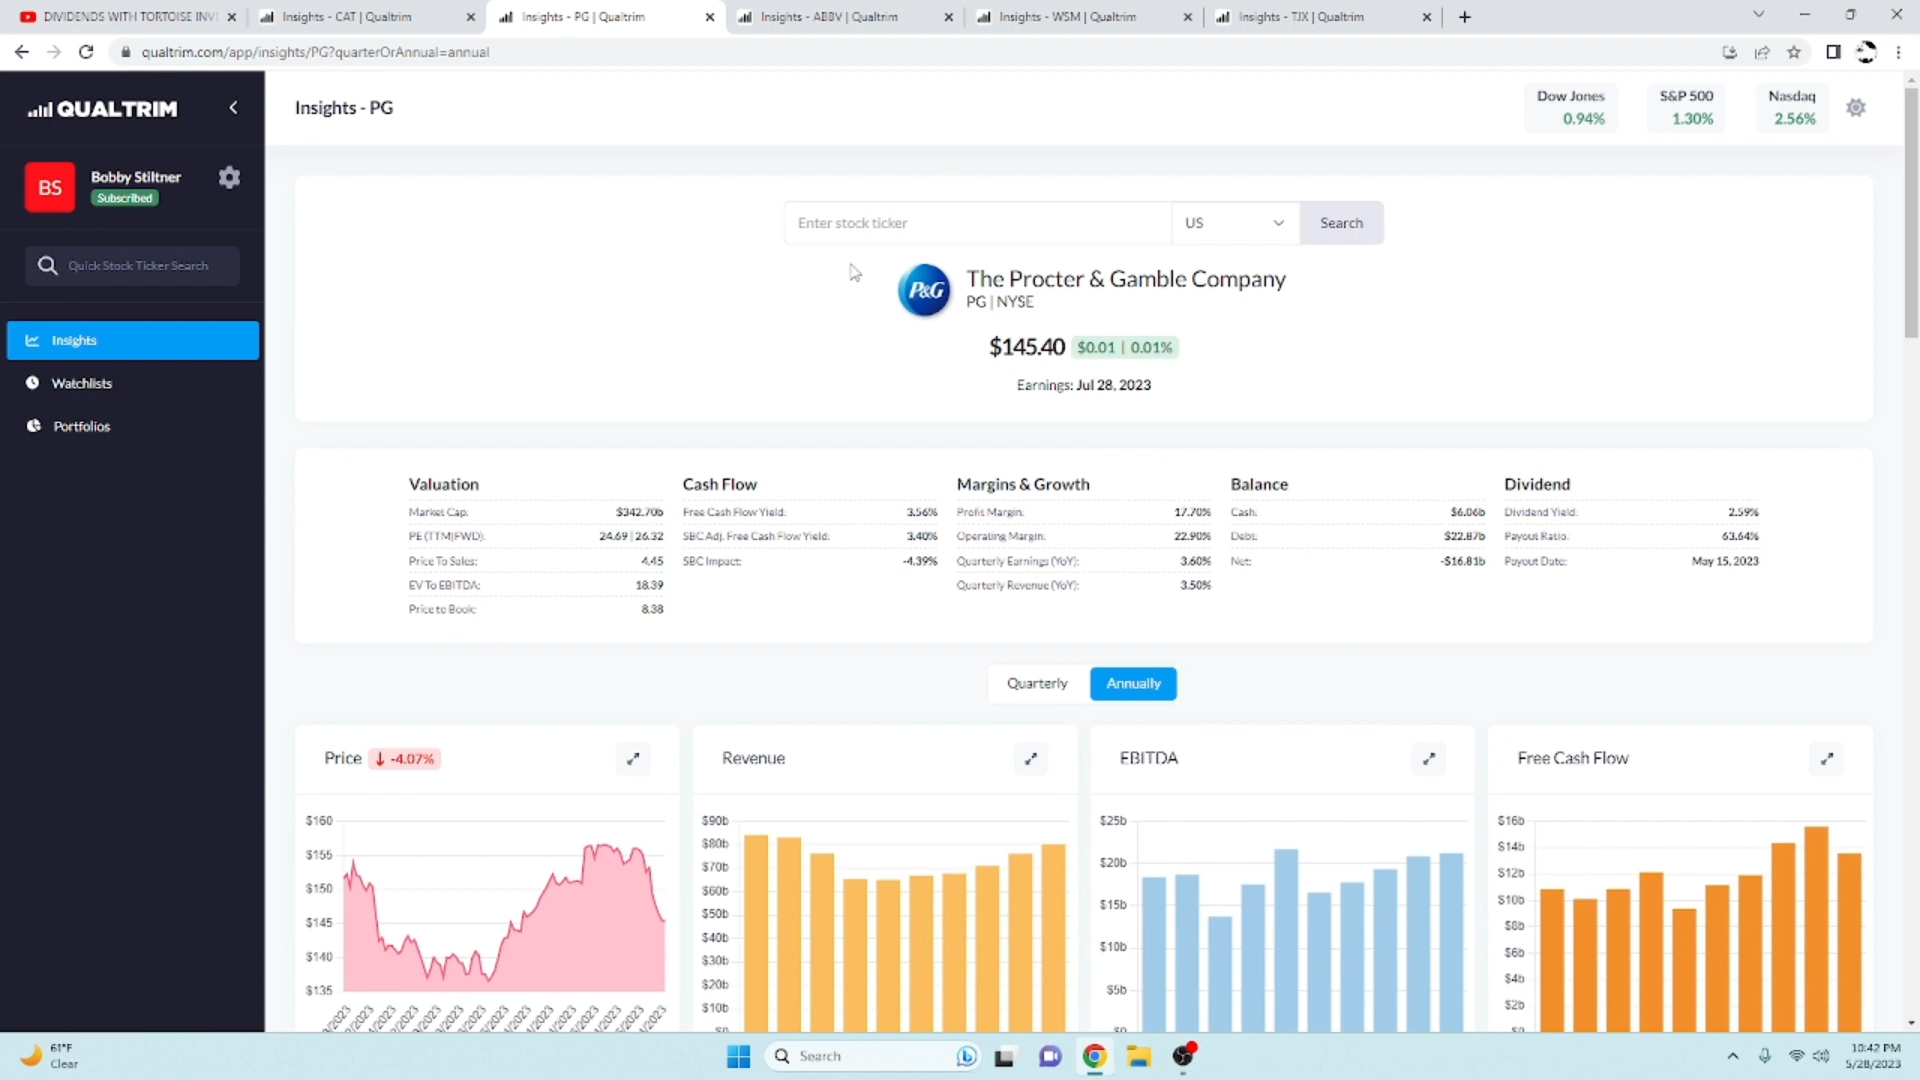 DIVIDENDS WITH TORTOISE INVE
Insights - CAT | Qualtrim
Insights - PG | Qualtrim
Insights - ABBV | Qualtrim
Insights - WSM | Qualtrim
Insights - TJX | Qualtrim
qualtrim.com/app/insights/PG?quarterOrAnnual=annual
QUALTRIM
Insights - PG
Dow Jones
0.94%
S&P 500
1.30%
Nasdaq
2.56%
BS
Bobby Stiltner
Subscribed
Quick Stock Ticker Search
Insights
Watchlists
Portfolios
Enter stock ticker
US
Search
P&G
The Procter & Gamble Company
PG | NYSE
$145.40 $0.01 | 0.01%
Earnings: Jul 28, 2023
Valuation
Market Cap: $342.70b
PE (TTM|FWD): 24.69 | 26.32
Price To Sales: 4.45
EV To EBITDA: 18.39
Price to Book: 8.38
Cash Flow
Free Cash Flow Yield: 3.56%
SBC Adj. Free Cash Flow Yield: 3.40%
SBC Impact: -4.39%
Margins & Growth
Profit Margin: 17.70%
Operating Margin: 22.90%
Quarterly Earnings (YoY): 3.60%
Quarterly Revenue (YoY): 3.50%
Balance
Cash: $6.06b
Debt: $22.87b
Net: -$16.81b
Dividend
Dividend Yield: 2.59%
Payout Ratio: 63.64%
Payout Date: May 15, 2023
Quarterly
Annually
Price ↓ -4.07%
$160
$155
$150
$145
$140
$135
Revenue
$90b
$80b
$70b
$60b
$50b
$40b
$30b
$20b
$10b
$0
EBITDA
$25b
$20b
$15b
$10b
$5b
$0
Free Cash Flow
$16b
$14b
$12b
$10b
$8b
$6b
$4b
$2b
$0
61°F
Clear
Search
10:42 PM
5/28/2023